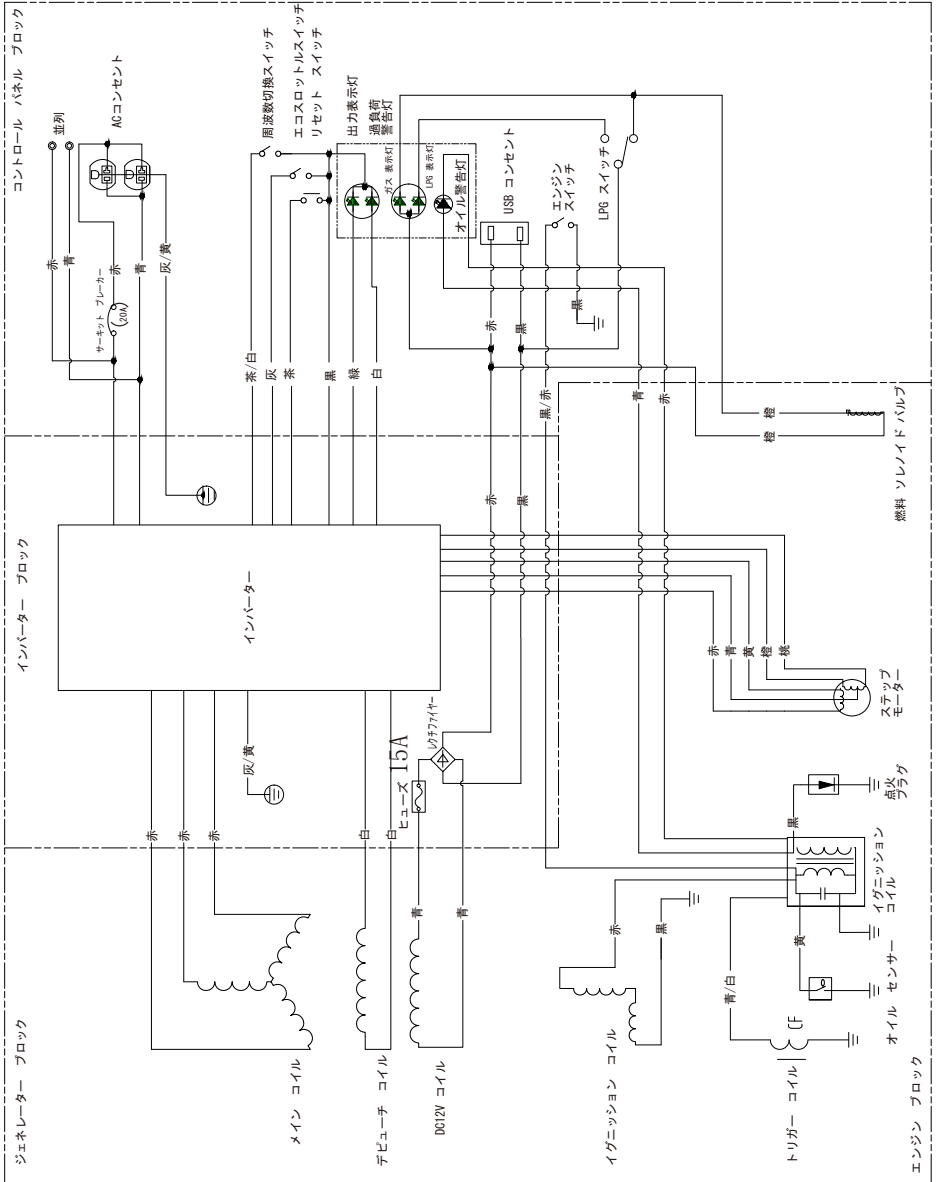 ジェネレーター ブロック
インバーター ブロック
コントロール パネル ブロック
エンジン ブロック
メイン コイル
デビューチ コイル
DC12V コイル
イグニッション コイル
トリガー コイル
CF
オイル センサー
イグニッション
コイル
点火
プラグ
ステップ
モーター
燃料 ソレノイド バルブ
インバーター
ヒューズ
15A
レクチファイヤー
並列
ACコンセント
サーキット ブレーカー
(20A)
周波数切換スイッチ
エコスロットルスイッチ
リセット スイッチ
出力表示灯
過負荷
警告灯
ガス 表示灯
LPG 表示灯
オイル警告灯
USB コンセント
エンジン
スイッチ
LPG スイッチ
赤
赤
赤
灰/黄
白
白
青
青
赤
黒
青/白
黄
黒
赤
青
赤
青
灰/黄
茶/白
灰
茶
黒
緑
白
赤
黒
赤
黒
黒/赤
黒
青
赤
橙
橙
赤
青
黄
橙
桃